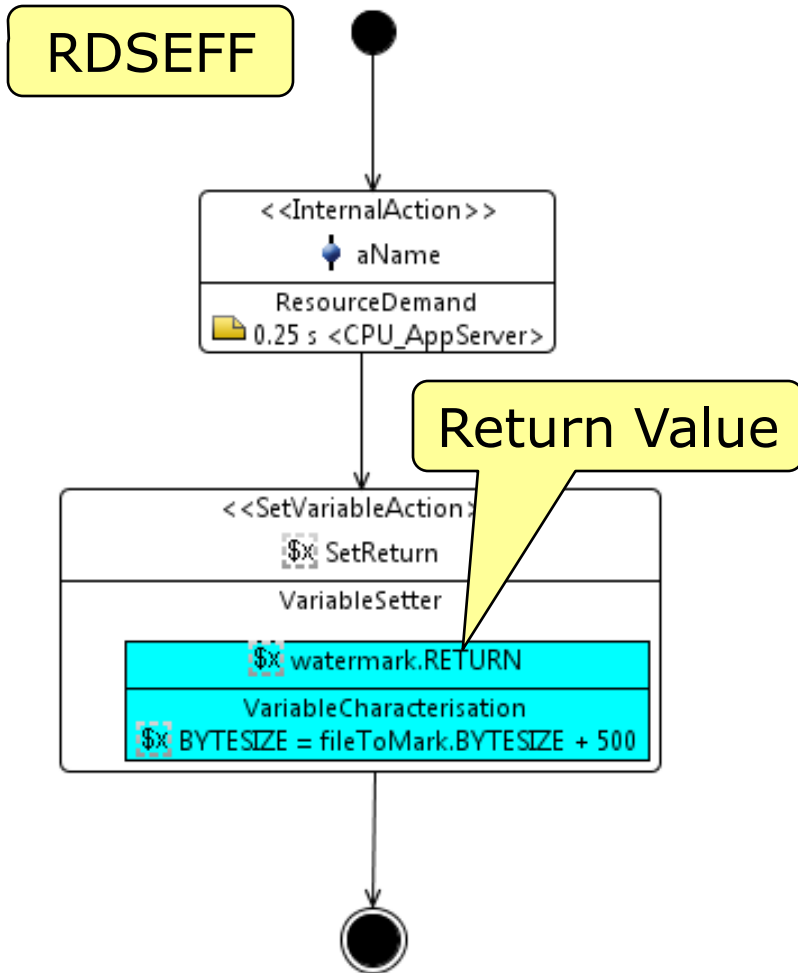 RDSEFF
<<InternalAction>>
aName
ResourceDemand
0.25 s <CPU_AppServer>
Return Value
<<SetVariableAction>
$x SetReturn
VariableSetter
$x watermark.RETURN
VariableCharacterisation
$x BYTESIZE = fileToMark.BYTESIZE + 500